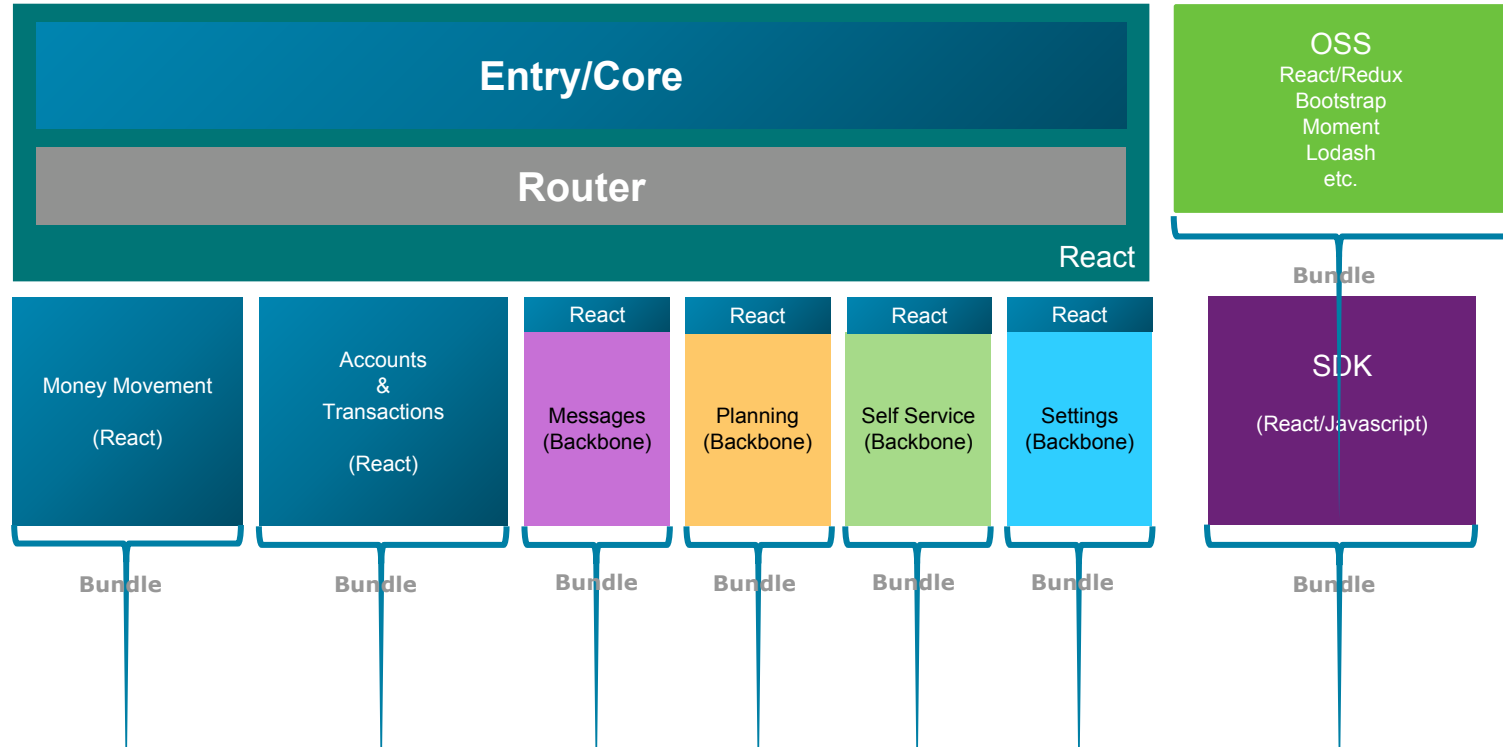 Entry/Core
Router
React
OSS
React/Redux
Bootstrap
Moment
Lodash
etc.
Bundle
Money Movement
(React)
Accounts
&
Transactions
(React)
React
Messages
(Backbone)
React
Planning
(Backbone)
React
Self Service
(Backbone)
React
Settings
(Backbone)
SDK
(React/Javascript)
Bundle
Bundle
Bundle
Bundle
Bundle
Bundle
Bundle